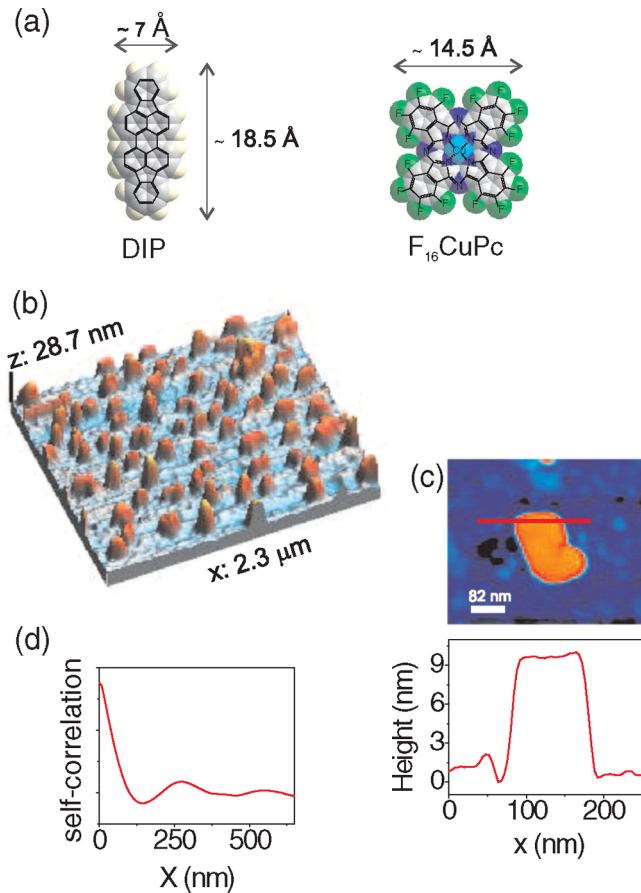 (a)
~ 7 Å
~ 18.5 Å
DIP
~ 14.5 Å
F F F F F F F F F F F F F F F F
N N N N N N N N
F₁₆CuPc
(b)
z: 28.7 nm
x: 2.3 μm
(c)
82 nm
(d)
self-correlation
0 250 500
X (nm)
Height (nm)
9
6
3
0
0 100 200
x (nm)